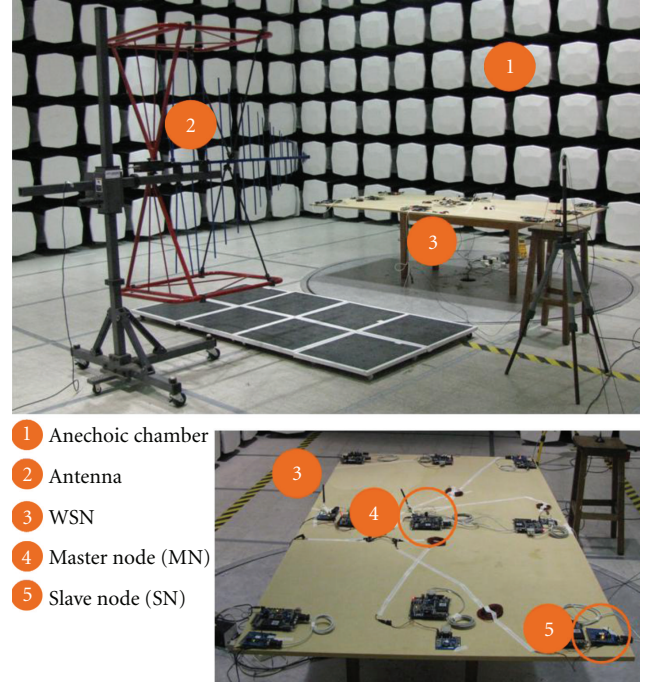 1
2
3
1 Anechoic chamber
2 Antenna
3 WSN
4 Master node (MN)
5 Slave node (SN)
3
4
5